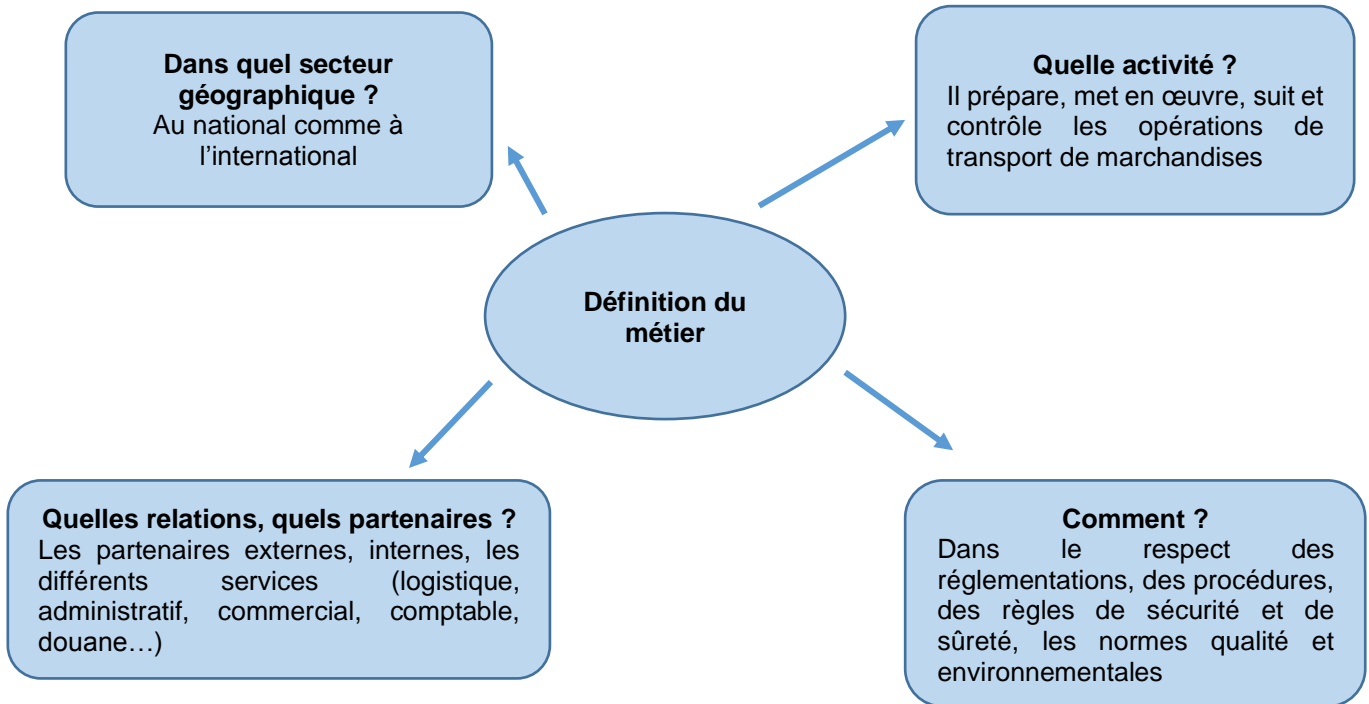 Dans quel secteur
géographique ?
Au national comme à
l’international
Quelle activité ?
Il prépare, met en œuvre, suit et
contrôle les opérations de
transport de marchandises
Définition du
métier
Quelles relations, quels partenaires ?
Les partenaires externes, internes, les
différents services (logistique,
administratif, commercial, comptable,
douane…)
Comment ?
Dans le respect des
réglementations, des procédures,
des règles de sécurité et de
sûreté, les normes qualité et
environnementales